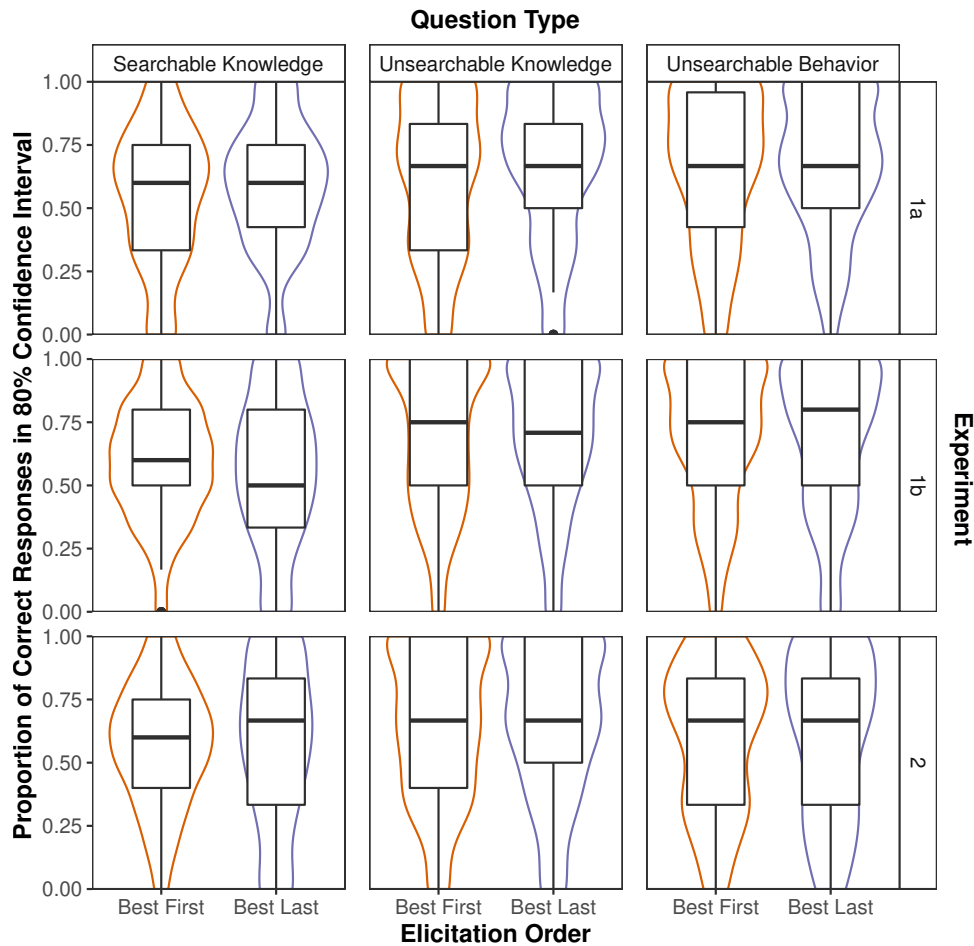 Question Type
Searchable Knowledge
Unsearchable Knowledge
Unsearchable Behavior
Proportion of Correct Responses in 80% Confidence Interval
1.00
0.75
0.50
0.25
0.00
1a
1.00
0.75
0.50
0.25
0.00
1b
Experiment
1.00
0.75
0.50
0.25
0.00
2
Best First
Best Last
Best First
Best Last
Best First
Best Last
Elicitation Order